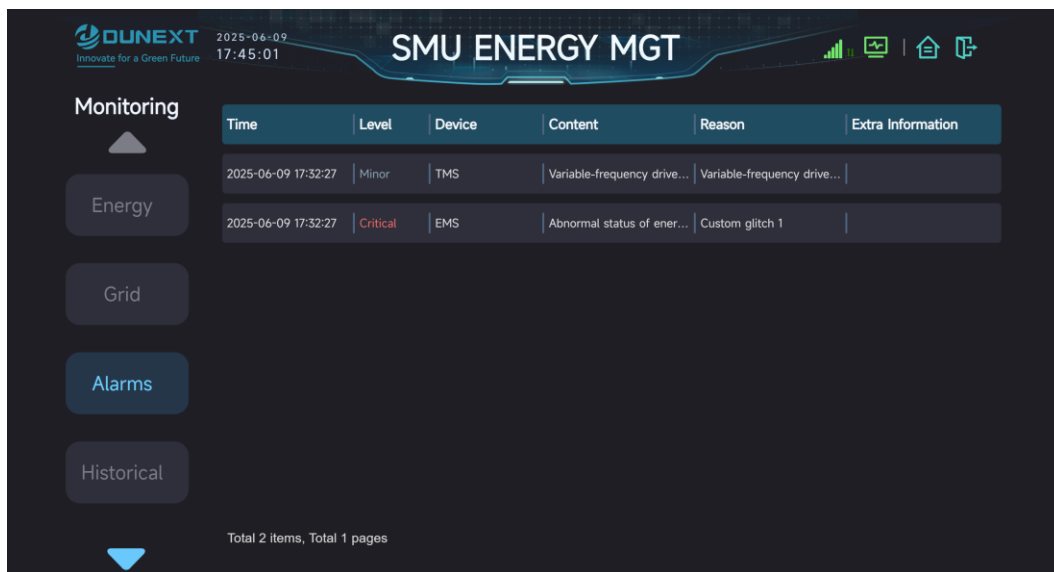 DUNEXT
Innovate for a Green Future
2025-06-09
17:45:01
SMU ENERGY MGT
Monitoring
Energy
Grid
Alarms
Historical
Time Level Device Content Reason Extra Information
2025-06-09 17:32:27 Minor TMS Variable-frequency drive... Variable-frequency drive...
2025-06-09 17:32:27 Critical EMS Abnormal status of ener... Custom glitch 1
Total 2 items, Total 1 pages